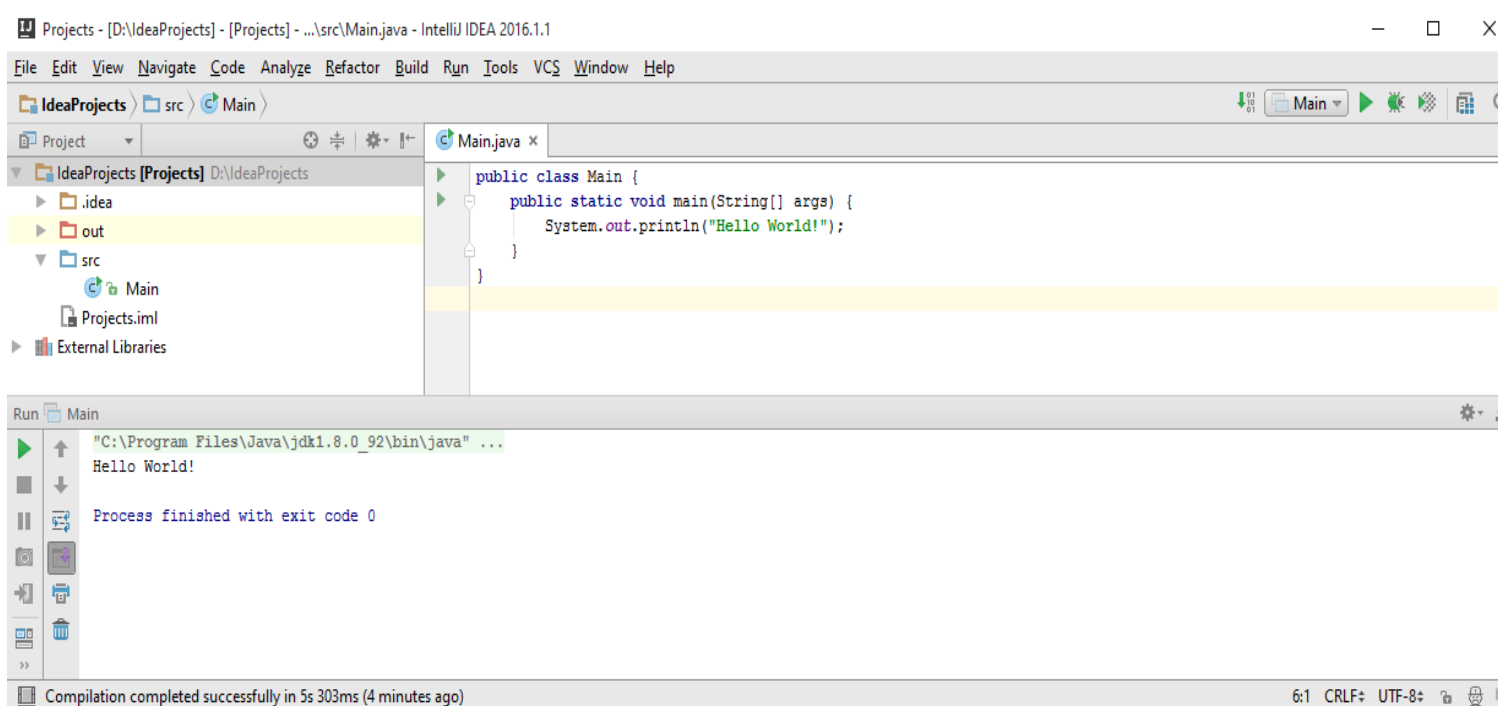 Projects - [D:\IdeaProjects] - [Projects] - ...\src\Main.java - IntelliJ IDEA 2016.1.1
File Edit View Navigate Code Analyze Refactor Build Run Tools VCS Window Help
IdeaProjects src Main
Main
Project
Main.java
IdeaProjects [Projects] D:\IdeaProjects
.idea
out
src
Main
Projects.iml
External Libraries
public class Main {
    public static void main(String[] args) {
        System.out.println("Hello World!");
    }
}
Run Main
"C:\Program Files\Java\jdk1.8.0_92\bin\java" ...
Hello World!
Process finished with exit code 0
Compilation completed successfully in 5s 303ms (4 minutes ago)
6:1 CRLF UTF-8